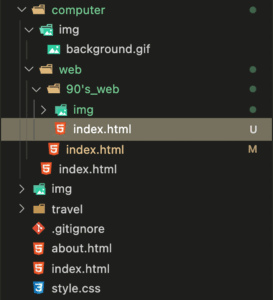 computer
img
background.gif
web
90's_web
img
index.html U
index.html M
index.html
img
travel
.gitignore
about.html
index.html
style.css